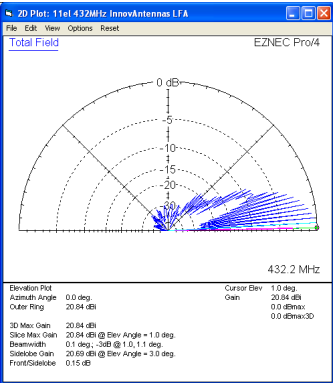 2D Plot: 11el 432MHz InnovAntennas LFA
File Edit View Options Reset
Total Field
EZNEC Pro/4
0 dB
-5
-10
-15
-20
-30
432.2 MHz
Elevation Plot
Azimuth Angle 0.0 deg.
Outer Ring 20.84 dBi
Cursor Elev 1.0 deg.
Gain 20.84 dBi
0.0 dBmax
0.0 dBmax3D
3D Max Gain 20.84 dBi
Slice Max Gain 20.84 dBi @ Elev Angle = 1.0 deg.
Beamwidth 0.1 deg.; -3dB @ 1.0, 1.1 deg.
Sidelobe Gain 20.69 dBi @ Elev Angle = 3.0 deg.
Front/Sidelobe 0.15 dB